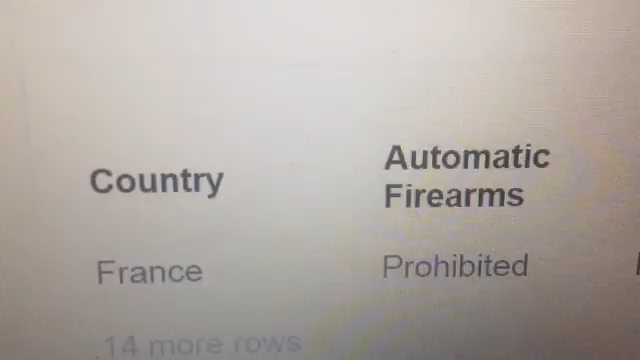 Country
Automatic
Firearms
France
Prohibited
14 more rows